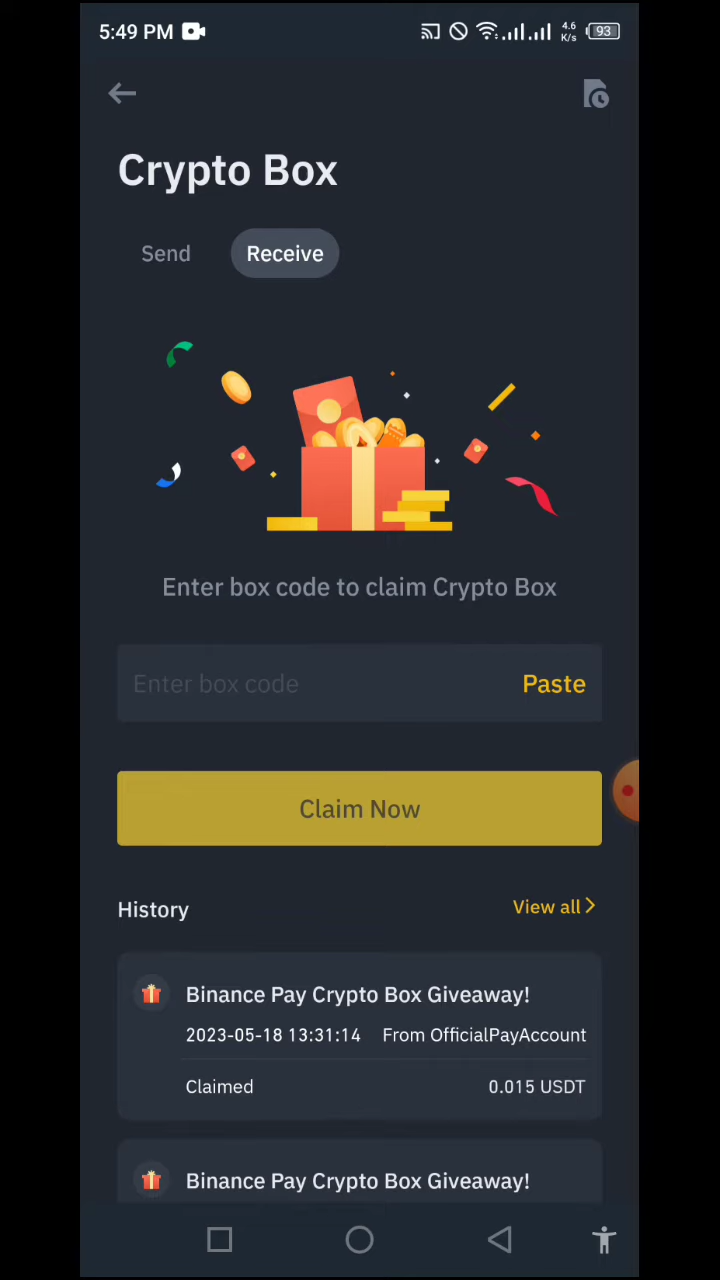 5:49 PM
4.6
K/s
93
Crypto Box
Send Receive
Enter box code to claim Crypto Box
Enter box code Paste
Claim Now
History View all
Binance Pay Crypto Box Giveaway!
2023-05-18 13:31:14 From OfficialPayAccount
Claimed 0.015 USDT
Binance Pay Crypto Box Giveaway!